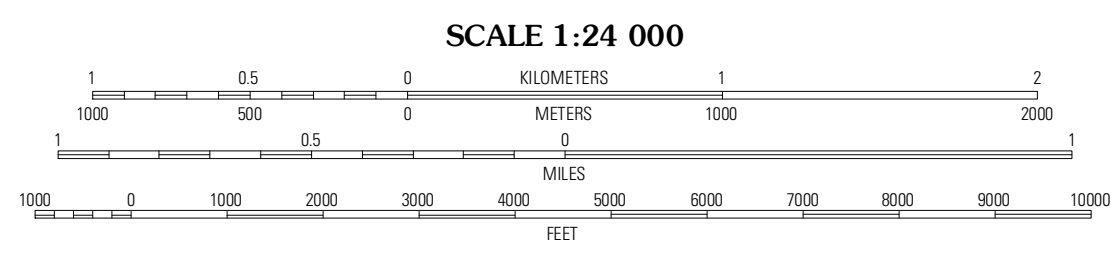 SCALE 1:24 000
1 0.5 0 KILOMETERS 1 2
1000 500 0 METERS 1000 2000
1 0.5 0 1
MILES
1000 0 1000 2000 3000 4000 5000 6000 7000 8000 9000 10000
FEET